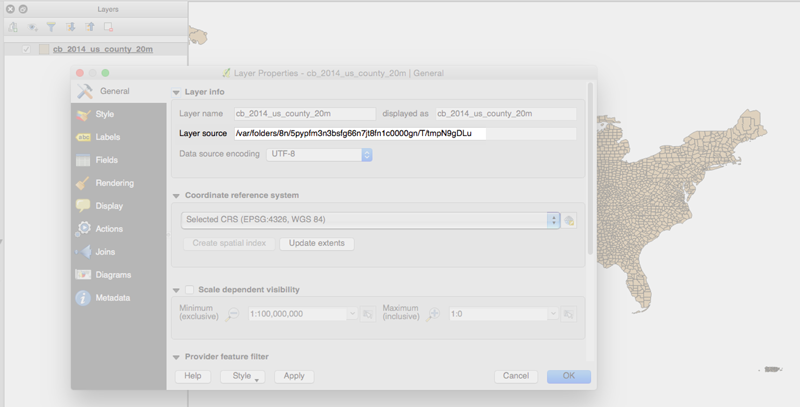 Layers
cb_2014_us_county_20m
Layer Properties - cb_2014_us_county_20m | General
General
Style
Labels
Fields
Rendering
Display
Actions
Joins
Diagrams
Metadata
Layer info
Layer name cb_2014_us_county_20m displayed as cb_2014_us_county_20m
Layer source /var/folders/8n/5pypfm3n3bsfg66n7jt8fn1c0000gn/T/tmpN9gDLu
Data source encoding UTF-8
Coordinate reference system
Selected CRS (EPSG:4326, WGS 84)
Create spatial index Update extents
Scale dependent visibility
Minimum (exclusive) 1:100,000,000 Maximum (inclusive) 1:0
Provider feature filter
Help Style Apply Cancel OK